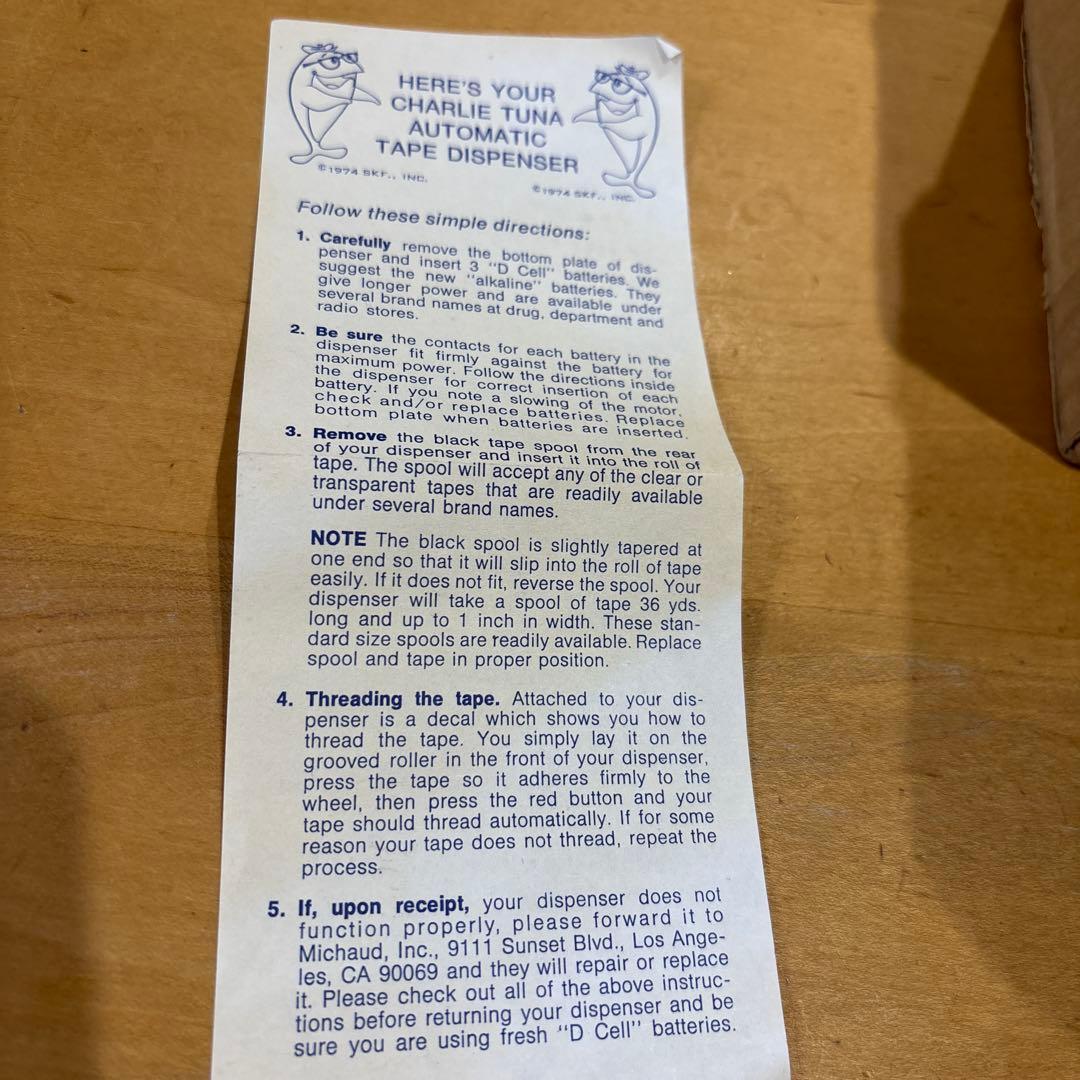 HERE'S YOUR
CHARLIE TUNA
AUTOMATIC
TAPE DISPENSER
©1974 SKF., INC.
©1974 SKF., INC.
Follow these simple directions:
1. Carefully remove the bottom plate of dis-
penser and insert 3 "D Cell" batteries. We
suggest the new "alkaline" batteries. They
give longer power and are available under
several brand names at drug, department and
radio stores.
2. Be sure the contacts for each battery in the
dispenser fit firmly against the battery for
maximum power. Follow the directions inside
the dispenser for correct insertion of each
battery. If you note a slowing of the motor,
check and/or replace batteries. Replace
bottom plate when batteries are inserted.
3. Remove the black tape spool from the rear
of your dispenser and insert it into the roll of
tape. The spool will accept any of the clear or
transparent tapes that are readily available
under several brand names.
NOTE The black spool is slightly tapered at
one end so that it will slip into the roll of tape
easily. If it does not fit, reverse the spool. Your
dispenser will take a spool of tape 36 yds.
long and up to 1 inch in width. These stan-
dard size spools are readily available. Replace
spool and tape in proper position.
4. Threading the tape. Attached to your dis-
penser is a decal which shows you how to
thread the tape. You simply lay it on the
grooved roller in the front of your dispenser,
press the tape so it adheres firmly to the
wheel, then press the red button and your
tape should thread automatically. If for some
reason your tape does not thread, repeat the
process.
5. If, upon receipt, your dispenser does not
function properly, please forward it to
Michaud, Inc., 9111 Sunset Blvd., Los Ange-
les, CA 90069 and they will repair or replace
it. Please check out all of the above instruc-
tions before returning your dispenser and be
sure you are using fresh "D Cell" batteries.